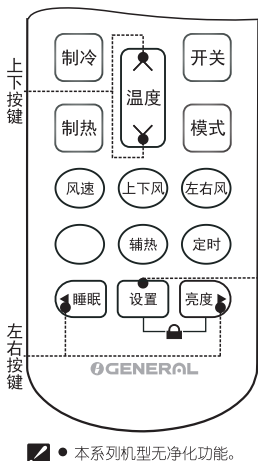 制冷
开关
上下按键
温度
制热
模式
风速
上下风
左右风
辅热
定时
睡眠
设置
亮度
左右按键
GENERAL
本系列机型无净化功能。